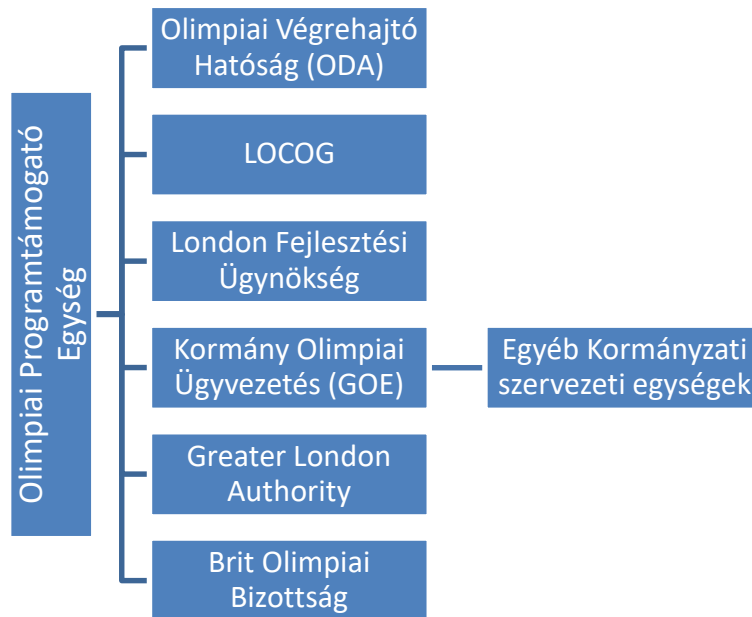 Olimpiai Programtámogató
Egység
Olimpiai Végrehajtó
Hatóság (ODA)
LOCOG
London Fejlesztési
Ügynökség
Kormány Olimpiai
Ügyvezetés (GOE)
Egyéb Kormányzati
szervezeti egységek
Greater London
Authority
Brit Olimpiai
Bizottság